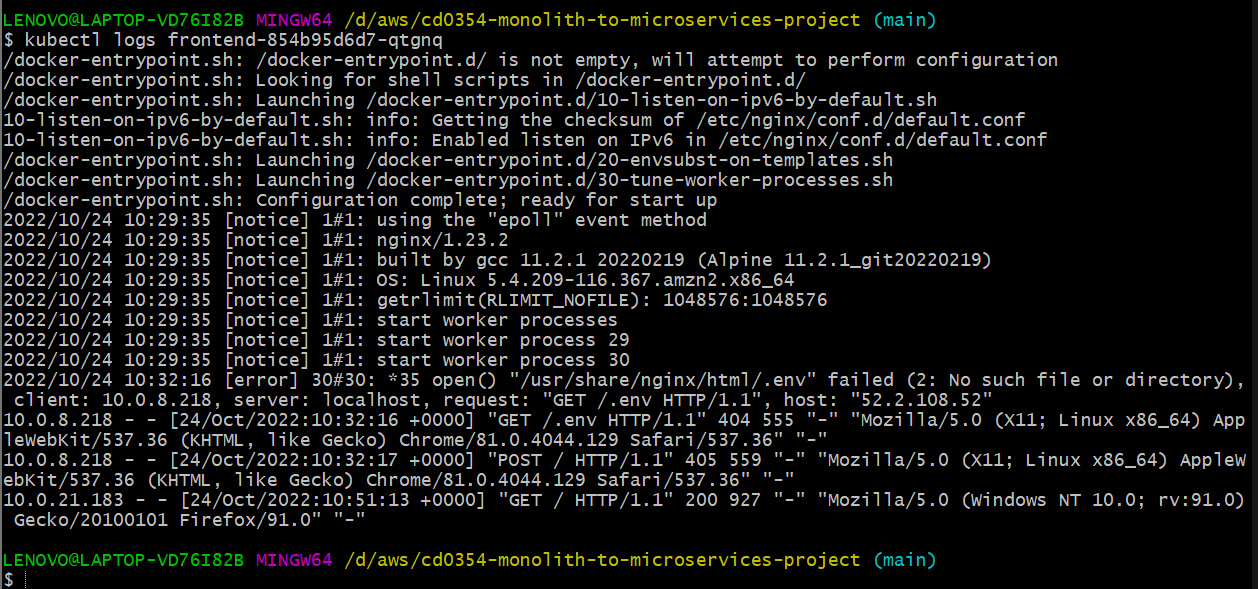 LENOVO@LAPTOP-VD76I82B MINGW64 /d/aws/cd0354-monolith-to-microservices-project (main)
$ kubectl logs frontend-854b95d6d7-qtgnq
/docker-entrypoint.sh: /docker-entrypoint.d/ is not empty, will attempt to perform configuration
/docker-entrypoint.sh: Looking for shell scripts in /docker-entrypoint.d/
/docker-entrypoint.sh: Launching /docker-entrypoint.d/10-listen-on-ipv6-by-default.sh
10-listen-on-ipv6-by-default.sh: info: Getting the checksum of /etc/nginx/conf.d/default.conf
10-listen-on-ipv6-by-default.sh: info: Enabled listen on IPv6 in /etc/nginx/conf.d/default.conf
/docker-entrypoint.sh: Launching /docker-entrypoint.d/20-envsubst-on-templates.sh
/docker-entrypoint.sh: Launching /docker-entrypoint.d/30-tune-worker-processes.sh
/docker-entrypoint.sh: Configuration complete; ready for start up
2022/10/24 10:29:35 [notice] 1#1: using the "epoll" event method
2022/10/24 10:29:35 [notice] 1#1: nginx/1.23.2
2022/10/24 10:29:35 [notice] 1#1: built by gcc 11.2.1 20220219 (Alpine 11.2.1_git20220219)
2022/10/24 10:29:35 [notice] 1#1: OS: Linux 5.4.209-116.367.amzn2.x86_64
2022/10/24 10:29:35 [notice] 1#1: getrlimit(RLIMIT_NOFILE): 1048576:1048576
2022/10/24 10:29:35 [notice] 1#1: start worker processes
2022/10/24 10:29:35 [notice] 1#1: start worker process 29
2022/10/24 10:29:35 [notice] 1#1: start worker process 30
2022/10/24 10:32:16 [error] 30#30: *35 open() "/usr/share/nginx/html/.env" failed (2: No such file or directory),
 client: 10.0.8.218, server: localhost, request: "GET /.env HTTP/1.1", host: "52.2.108.52"
10.0.8.218 - - [24/Oct/2022:10:32:16 +0000] "GET /.env HTTP/1.1" 404 555 "-" "Mozilla/5.0 (X11; Linux x86_64) App
leWebKit/537.36 (KHTML, like Gecko) Chrome/81.0.4044.129 Safari/537.36" "-"
10.0.8.218 - - [24/Oct/2022:10:32:17 +0000] "POST / HTTP/1.1" 405 559 "-" "Mozilla/5.0 (X11; Linux x86_64) AppleW
ebKit/537.36 (KHTML, like Gecko) Chrome/81.0.4044.129 Safari/537.36" "-"
10.0.21.183 - - [24/Oct/2022:10:51:13 +0000] "GET / HTTP/1.1" 200 927 "-" "Mozilla/5.0 (Windows NT 10.0; rv:91.0)
 Gecko/20100101 Firefox/91.0" "-"
LENOVO@LAPTOP-VD76I82B MINGW64 /d/aws/cd0354-monolith-to-microservices-project (main)
$